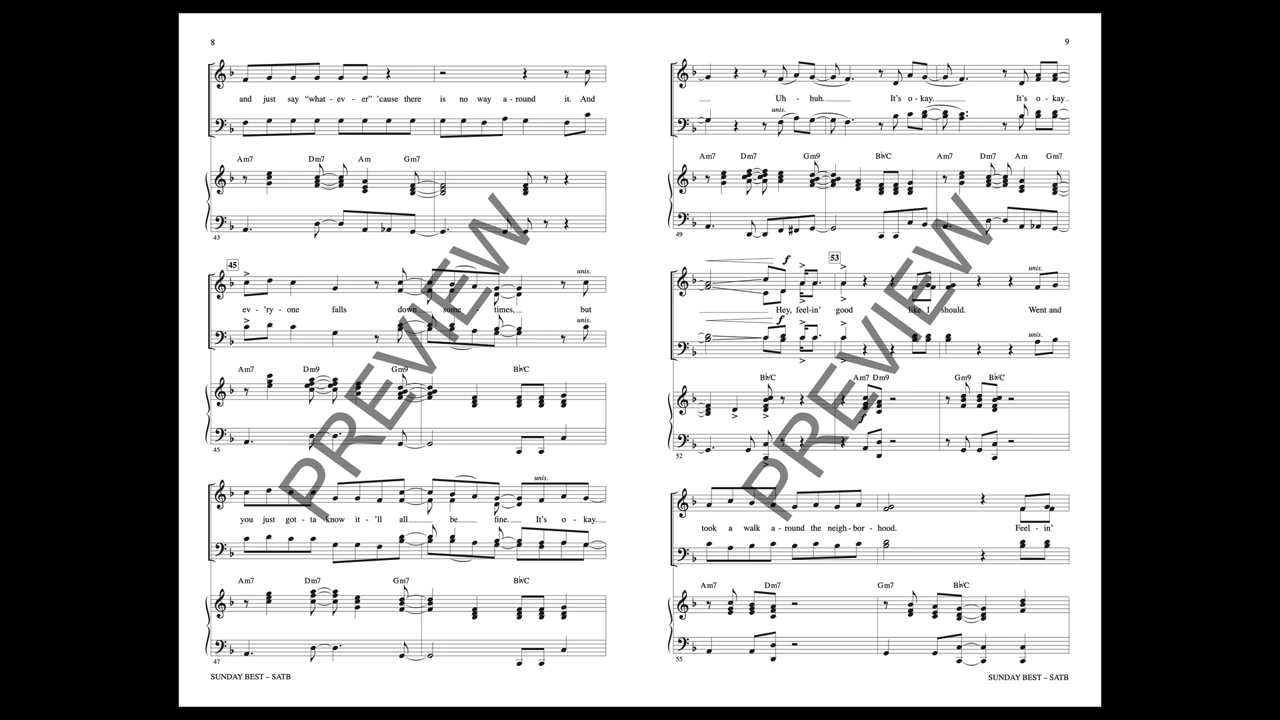 8
and just say “what - ev - er” ’cause there is no way a - round it. And
Am7 Dm7 Am Gm7
43
45
unis.
ev - ’ry - one falls down some times, but
unis.
Am7 Dm9 Gm9 B♭/C
45
unis.
you just got - ta know it - ’ll all be fine. It’s o - kay.
Am7 Dm7 Gm7 B♭/C
47
SUNDAY BEST – SATB
9
Uh - huh. It’s o - kay. It’s o - kay
unis.
Am7 Dm7 Gm9 B♭/C Am7 Dm7 Am Gm7
49
f 53
unis.
Hey, feel-in’ good like I should. Went and
f
unis.
B♭/C Am7 Dm9 Gm9 B♭/C
f
52
took a walk a - round the neigh - bor - hood. Feel - in’
Am7 Dm7 Gm7 B♭/C
55
SUNDAY BEST – SATB
PREVIEW
PREVIEW